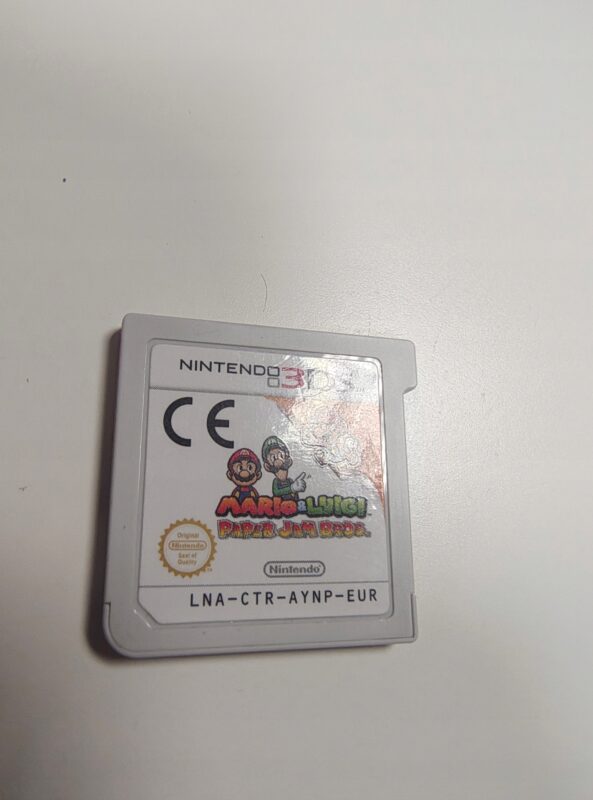 NINTENDO 3DS
CE
MARIO & LUIGI
PAPER JAM BROS.
Original
Nintendo
Seal of
Quality
Nintendo
LNA-CTR-AYNP-EUR